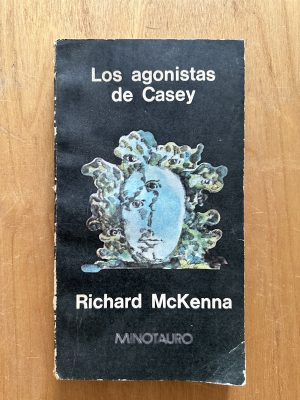 Los agonistas
de Casey
Richard McKenna
MINOTAURO